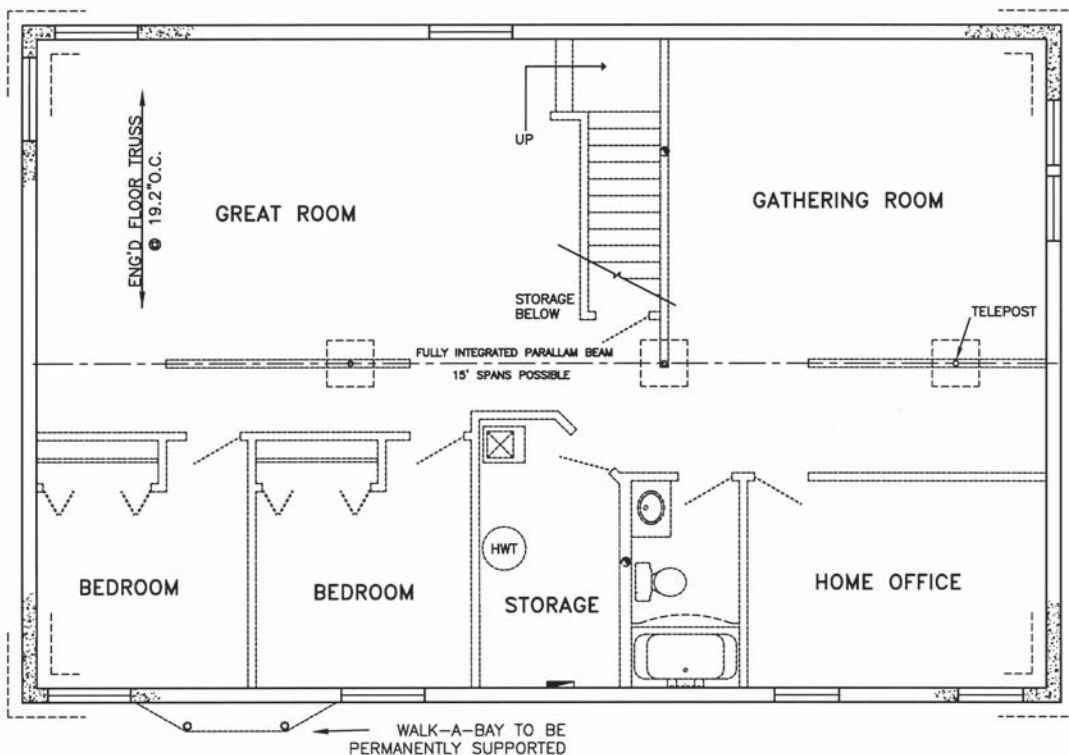 ENG'D FLOOR TRUSS
@ 19.2"O.C.
GREAT ROOM
UP
GATHERING ROOM
STORAGE
BELOW
TELEPOST
FULLY INTEGRATED PARALLAM BEAM
15' SPANS POSSIBLE
HWT
BEDROOM
BEDROOM
STORAGE
HOME OFFICE
WALK-A-BAY TO BE
PERMANENTLY SUPPORTED